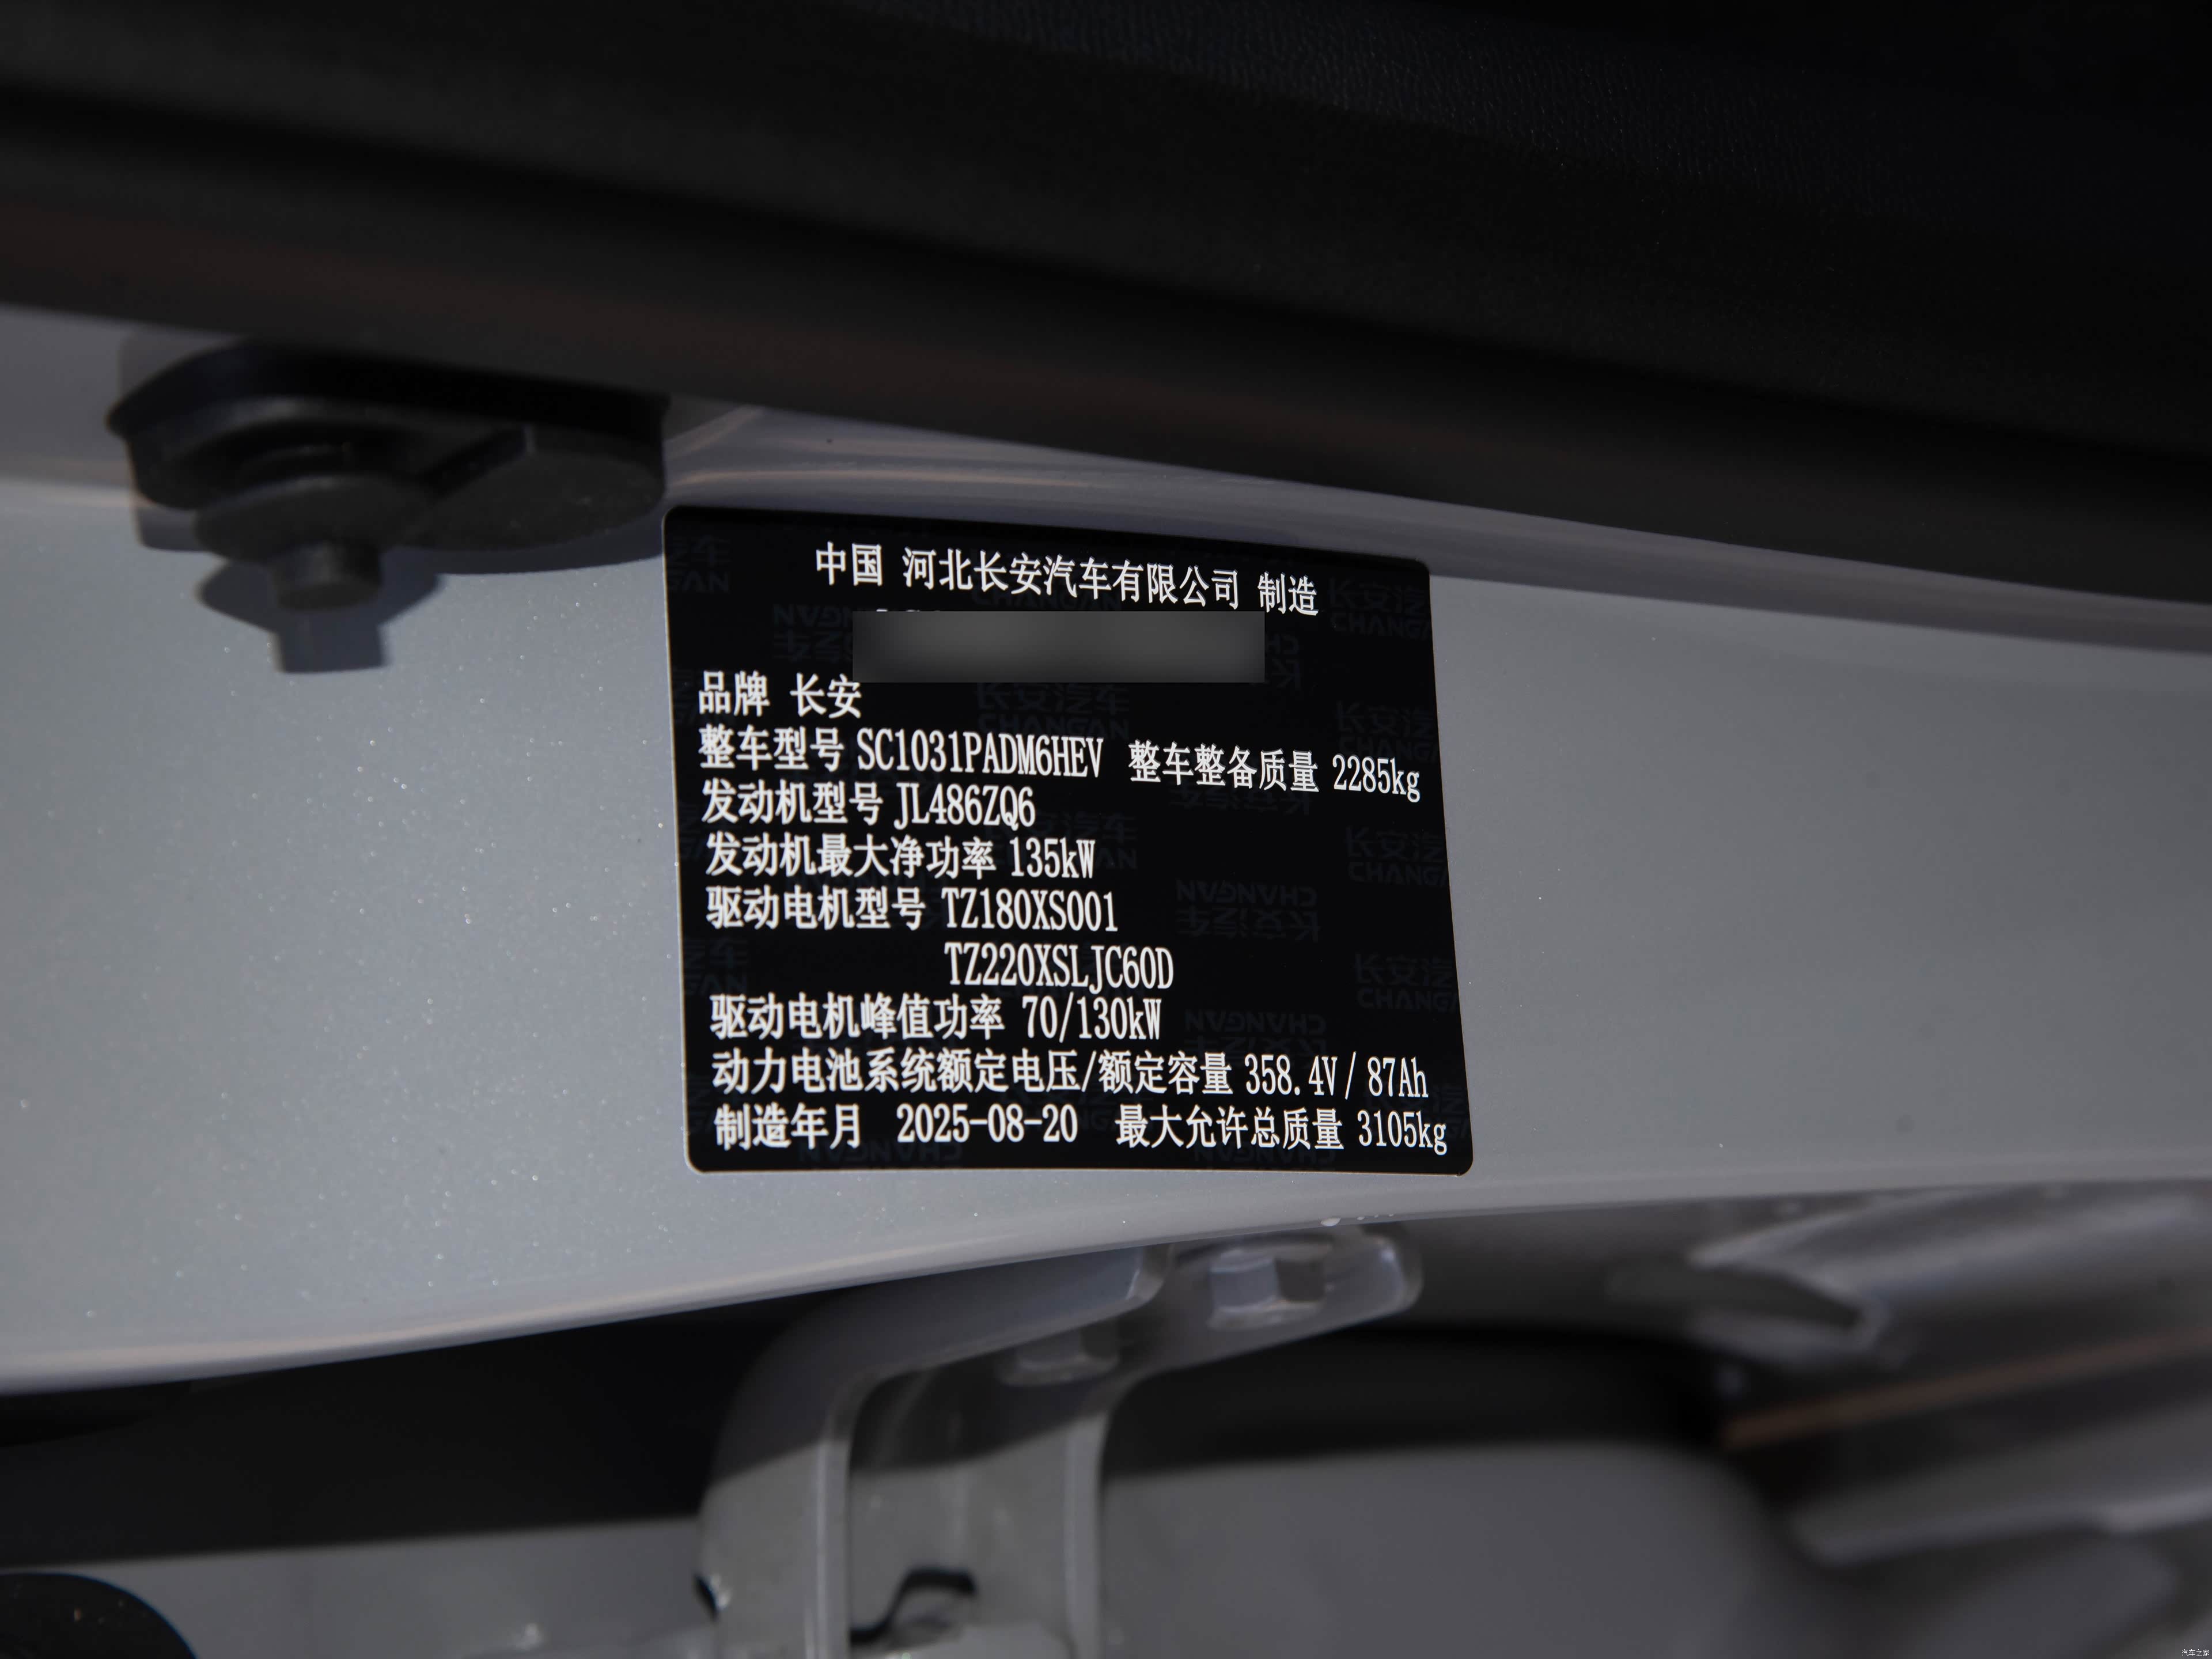 中国 河北长安汽车有限公司 制造
品牌 长安
整车型号 SC1031PADM6HEV 整车整备质量 2285kg
发动机型号 JL486ZQ6
发动机最大净功率 135kW
驱动电机型号 TZ180XS001
TZ220XSLJC60D
驱动电机峰值功率 70/130kW
动力电池系统额定电压/额定容量 358.4V / 87Ah
制造年月 2025-08-20 最大允许总质量 3105kg
汽车之家